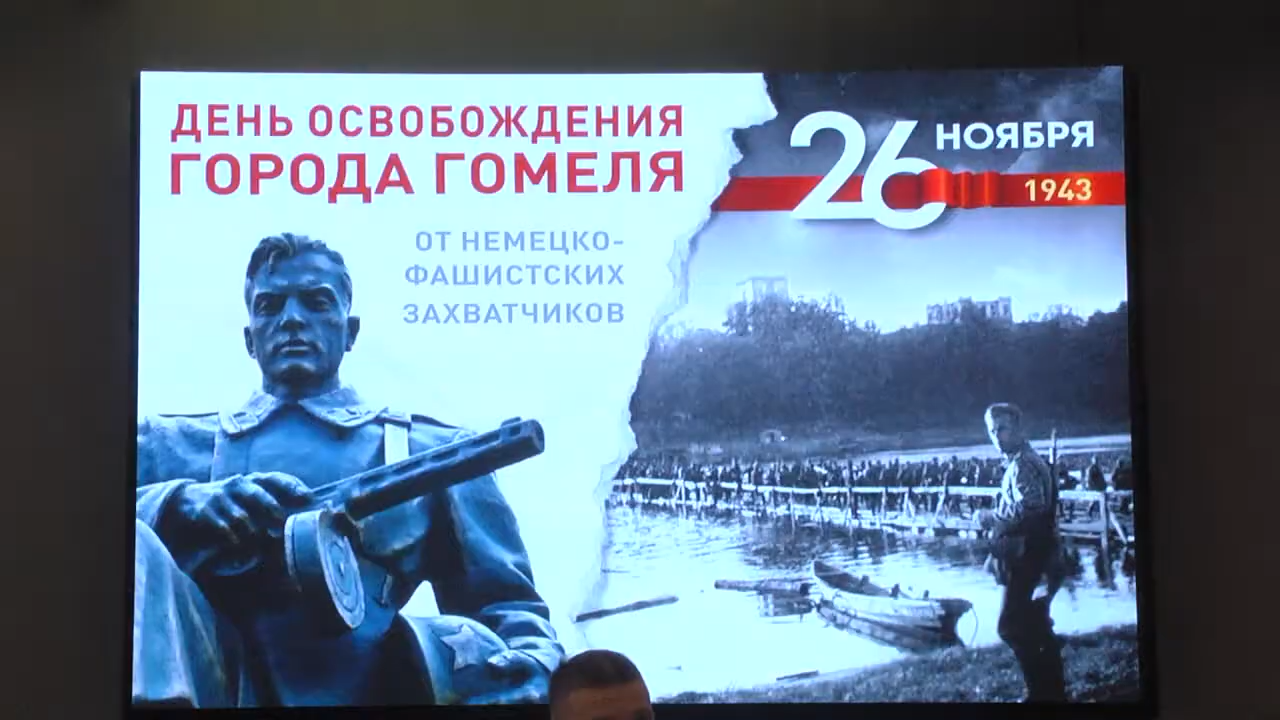 ДЕНЬ ОСВОБОЖДЕНИЯ
ГОРОДА ГОМЕЛЯ
ОТ НЕМЕЦКО-
ФАШИСТСКИХ
ЗАХВАТЧИКОВ
26 НОЯБРЯ
1943